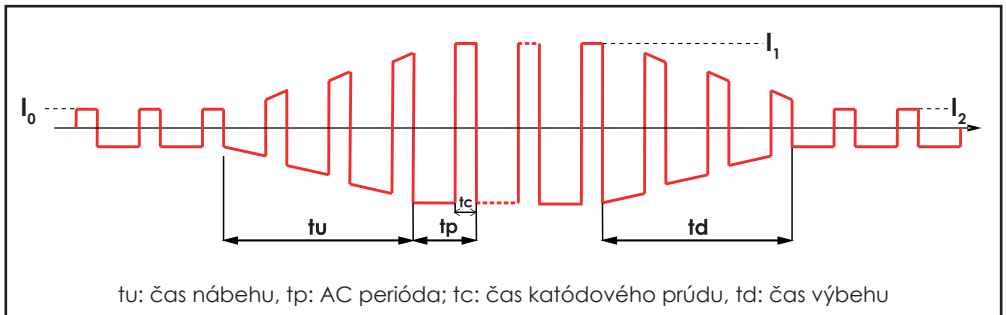 I₁
I₀
I₂
tc
tu
tp
td
tu: čas nábehu, tp: AC perióda; tc: čas katódového prúdu, td: čas výbehu